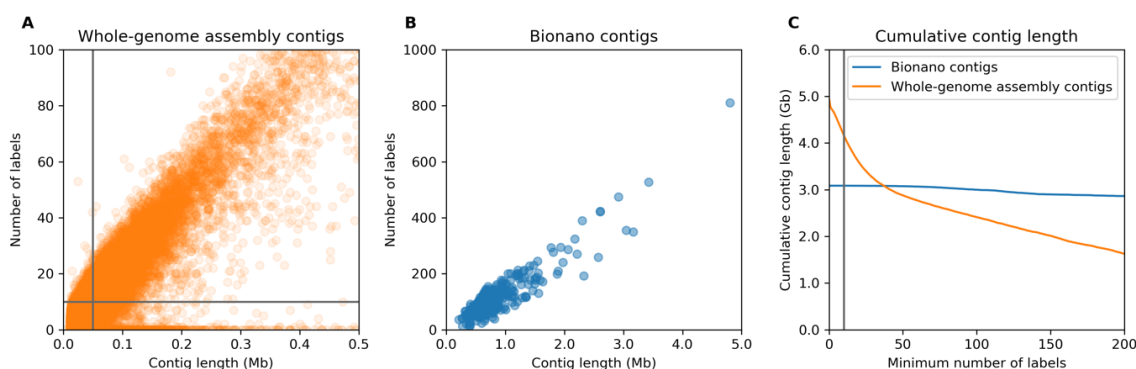 A
Whole-genome assembly contigs
100
80
60
40
20
0
Number of labels
0.0 0.1 0.2 0.3 0.4 0.5
Contig length (Mb)
B
Bionano contigs
1000
800
600
400
200
0
Number of labels
0.0 1.0 2.0 3.0 4.0 5.0
Contig length (Mb)
C
Cumulative contig length
6.0
5.0
4.0
3.0
2.0
1.0
0.0
Cumulative contig length (Gb)
Bionano contigs
Whole-genome assembly contigs
0 50 100 150 200
Minimum number of labels